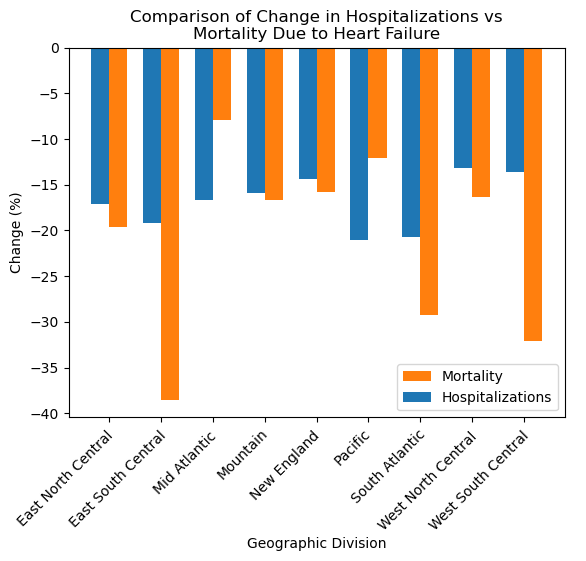 Comparison of Change in Hospitalizations vs
Mortality Due to Heart Failure
Change (%)
0
−5
−10
−15
−20
−25
−30
−35
−40
Mortality
Hospitalizations
East North Central
East South Central
Mid Atlantic
Mountain
New England
Pacific
South Atlantic
West North Central
West South Central
Geographic Division